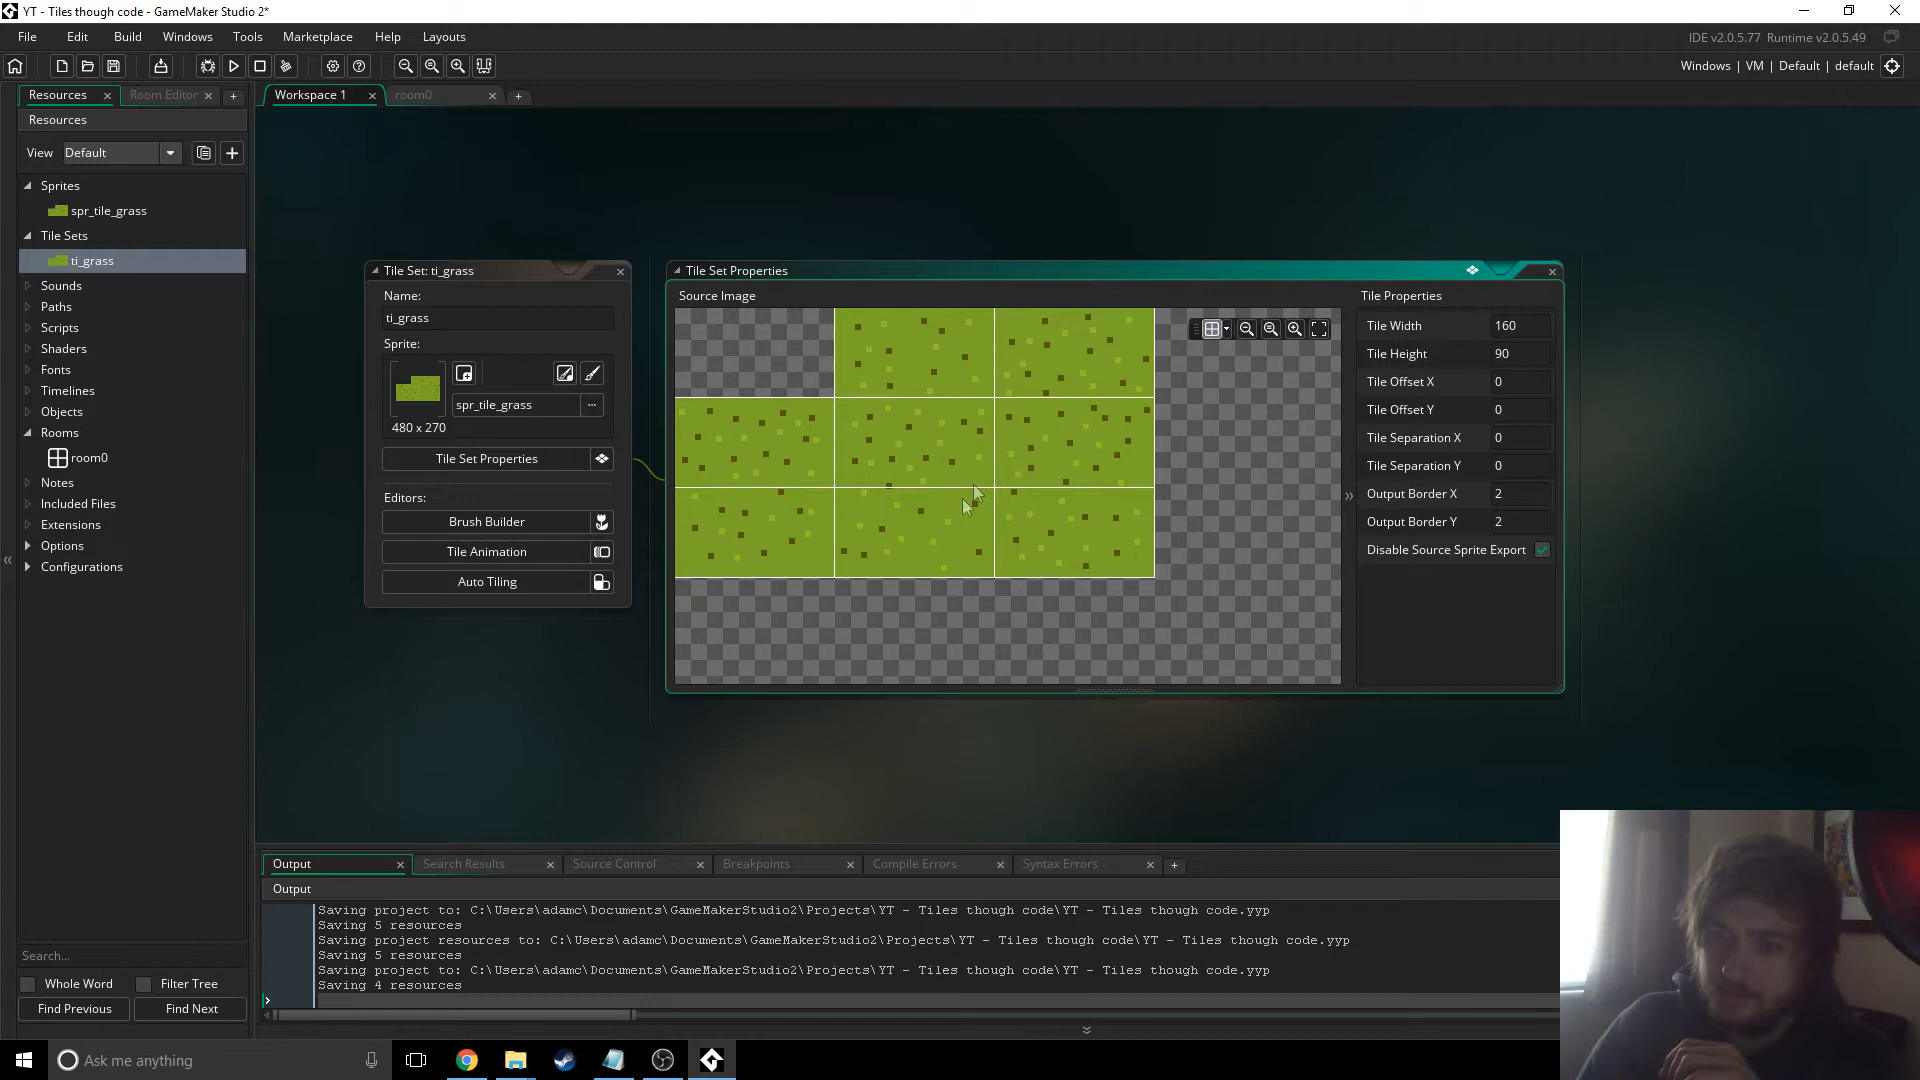 YT - Tiles though code - GameMaker Studio 2*
File Edit Build Windows Tools Marketplace Help Layouts
IDE v2.0.5.77 Runtime v2.0.5.49
Windows | VM | Default | default
Resources Room Editor
Workspace 1 room0
Resources
View Default
Sprites
spr_tile_grass
Tile Sets
ti_grass
Sounds
Paths
Scripts
Shaders
Fonts
Timelines
Objects
Rooms
room0
Notes
Included Files
Extensions
Options
Configurations
Search...
Whole Word Filter Tree
Find Previous Find Next
Tile Set: ti_grass
Name:
ti_grass
Sprite:
spr_tile_grass ...
480 x 270
Tile Set Properties
Editors:
Brush Builder
Tile Animation
Auto Tiling
Tile Set Properties
Source Image
Tile Properties
Tile Width 160
Tile Height 90
Tile Offset X 0
Tile Offset Y 0
Tile Separation X 0
Tile Separation Y 0
Output Border X 2
Output Border Y 2
Disable Source Sprite Export
Output Search Results Source Control Breakpoints Compile Errors Syntax Errors
Output
Saving project to: C:\Users\adamc\Documents\GameMakerStudio2\Projects\YT - Tiles though code\YT - Tiles though code.yyp
Saving 5 resources
Saving project resources to: C:\Users\adamc\Documents\GameMakerStudio2\Projects\YT - Tiles though code\YT - Tiles though code.yyp
Saving 5 resources
Saving project to: C:\Users\adamc\Documents\GameMakerStudio2\Projects\YT - Tiles though code\YT - Tiles though code.yyp
Saving 4 resources
Ask me anything